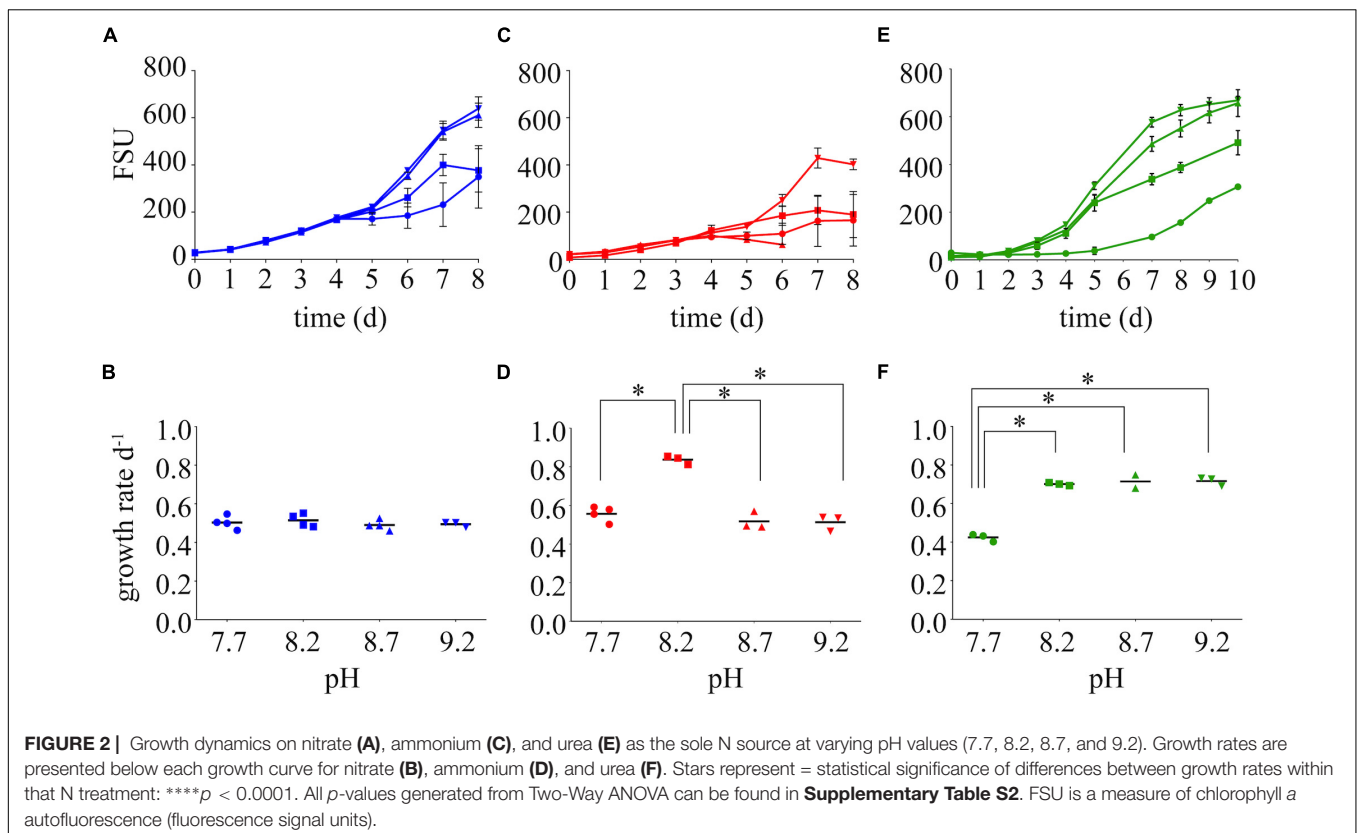 A
C
E
800
600
400
200
0
FSU
0 1 2 3 4 5 6 7 8
time (d)
800
600
400
200
0
0 1 2 3 4 5 6 7 8
time (d)
800
600
400
200
0
0 1 2 3 4 5 7 8 9 10
time (d)
B
D
F
1.0
0.8
0.6
0.4
0.2
0.0
growth rate d-1
7.7 8.2 8.7 9.2
pH
* * *
1.0
0.8
0.6
0.4
0.2
0.0
7.7 8.2 8.7 9.2
pH
* * *
1.0
0.8
0.6
0.4
0.2
0.0
7.7 8.2 8.7 9.2
pH
FIGURE 2 | Growth dynamics on nitrate (A), ammonium (C), and urea (E) as the sole N source at varying pH values (7.7, 8.2, 8.7, and 9.2). Growth rates are
presented below each growth curve for nitrate (B), ammonium (D), and urea (F). Stars represent = statistical significance of differences between growth rates within
that N treatment: ****p < 0.0001. All p-values generated from Two-Way ANOVA can be found in Supplementary Table S2. FSU is a measure of chlorophyll a
autofluorescence (fluorescence signal units).